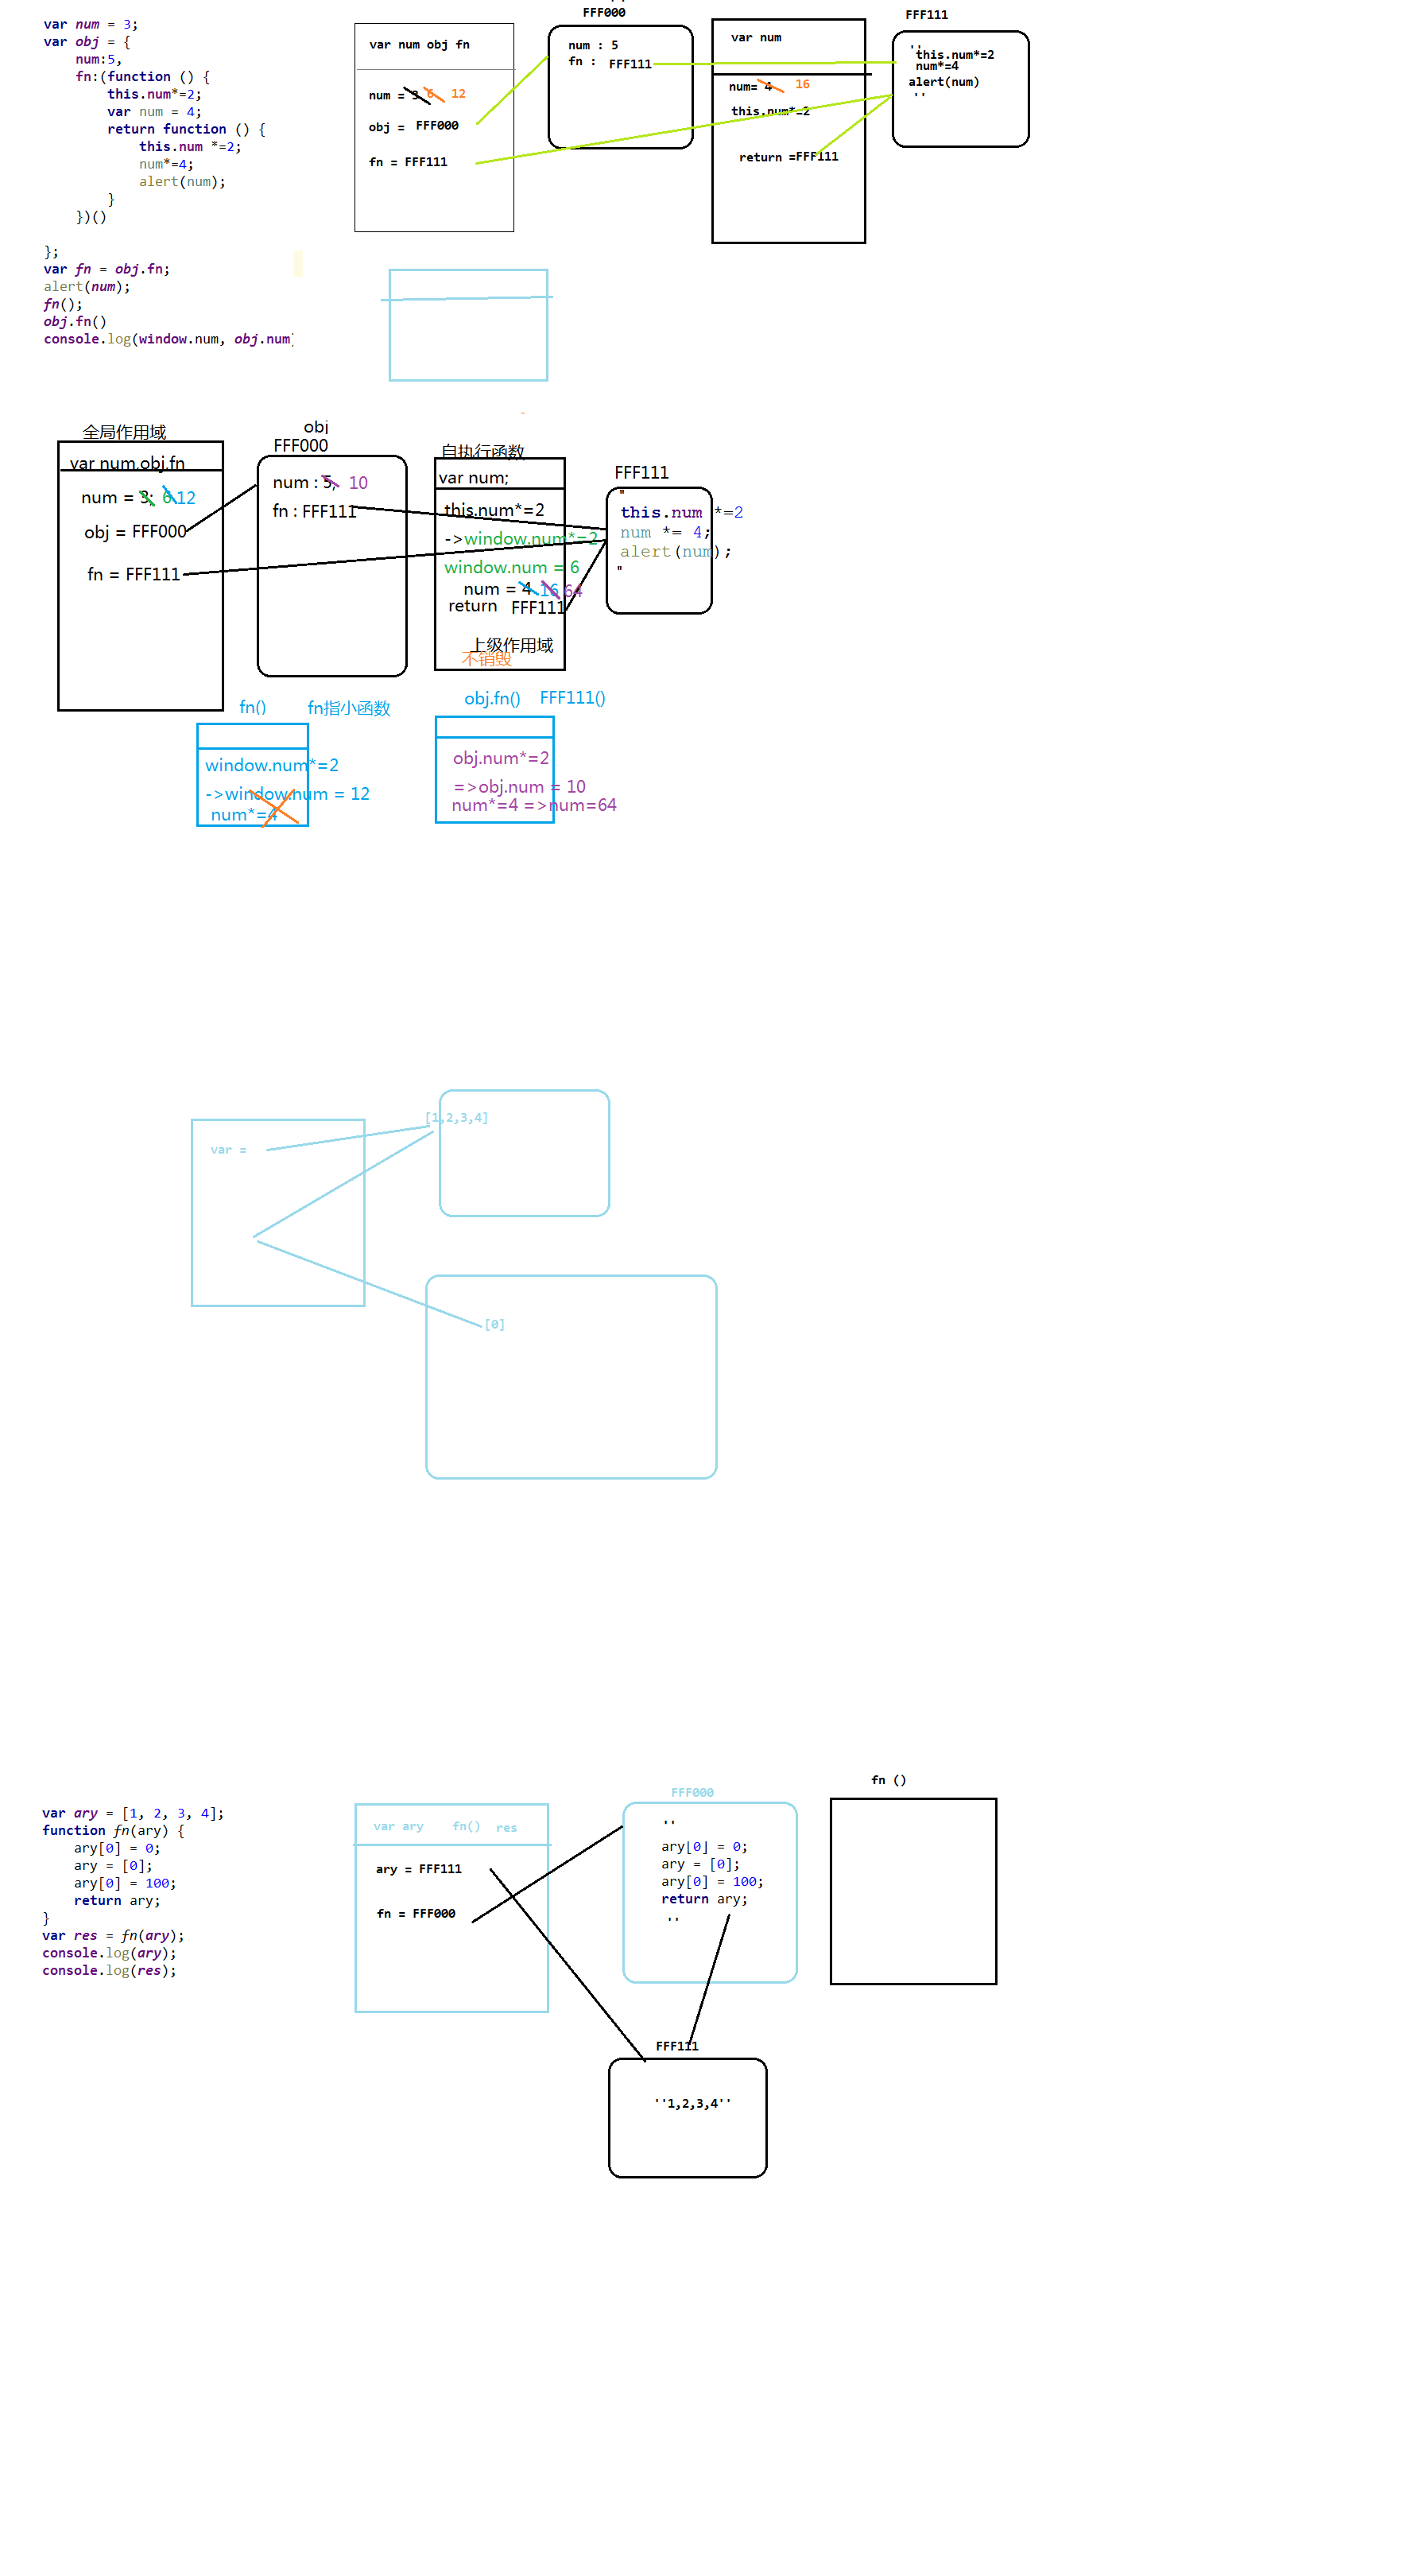 var num = 3;
var obj = {
num:5,
fn:(function () {
this.num*=2;
var num = 4;
return function () {
this.num *=2;
num*=4;
alert(num);
}
})()
};
var fn = obj.fn;
alert(num);
fn();
obj.fn()
console.log(window.num, obj.num
var num obj fn
num = 3 6 12
obj = FFF000
fn = FFF111
FFF000
num : 5
fn : FFF111
var num
num= 4 16
this.num*=2
return =FFF111
FFF111
''
this.num*=2
num*=4
alert(num)
''
全局作用域
var num.obj.fn
num = 3; 6 12
obj = FFF000
fn = FFF111
obj
FFF000
num : 5, 10
fn : FFF111
自执行函数
var num;
this.num*=2
->window.num*=2
window.num = 6
num = 4 16 64
return FFF111
上级作用域
不销毁
FFF111
"
this.num *=2
num *= 4;
alert(num);
"
fn() fn指小函数
window.num*=2
->window.num = 12
num*=4
obj.fn() FFF111()
obj.num*=2
=>obj.num = 10
num*=4 =>num=64
var =
[1,2,3,4]
[0]
var ary = [1, 2, 3, 4];
function fn(ary) {
ary[0] = 0;
ary = [0];
ary[0] = 100;
return ary;
}
var res = fn(ary);
console.log(ary);
console.log(res);
var ary fn() res
ary = FFF111
fn = FFF000
FFF000
''
ary[0] = 0;
ary = [0];
ary[0] = 100;
return ary;
''
fn ()
FFF111
''1,2,3,4''